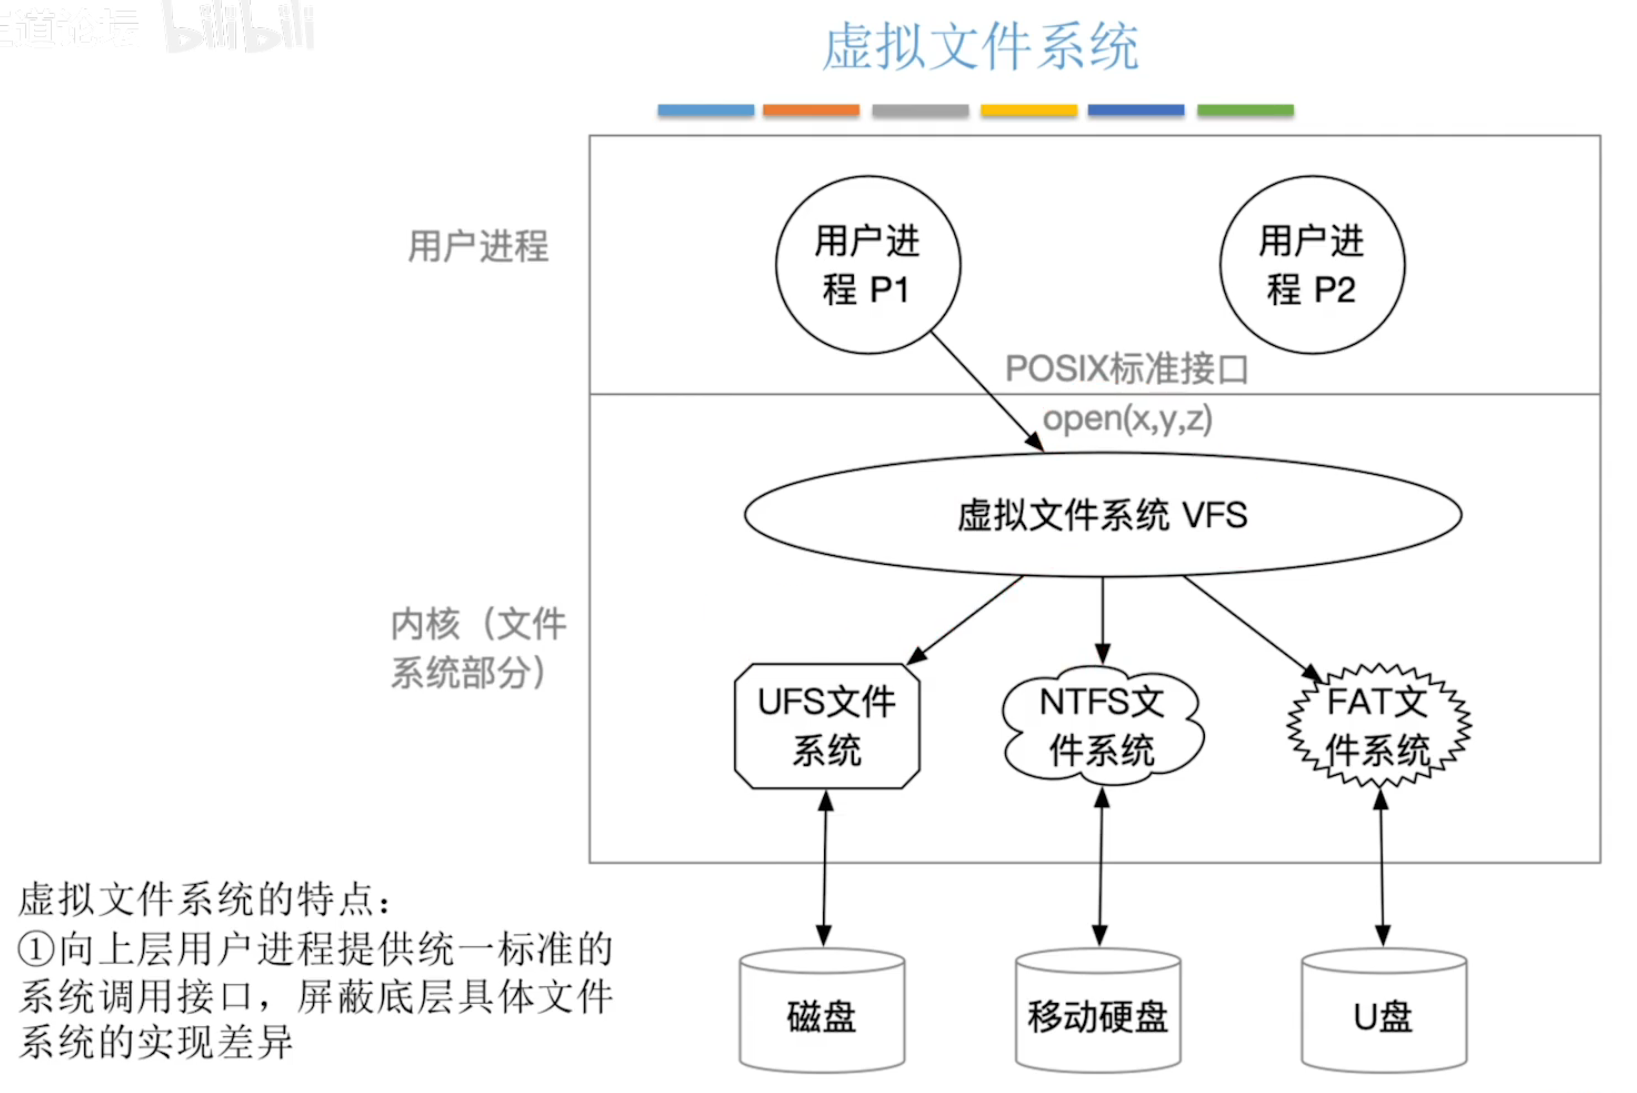 王道论坛 bilibili
虚拟文件系统
用户进程
用户进
程 P1
用户进
程 P2
POSIX标准接口
open(x,y,z)
虚拟文件系统 VFS
内核（文件
系统部分）
UFS文件
系统
NTFS文
件系统
FAT文
件系统
虚拟文件系统的特点：
①向上层用户进程提供统一标准的
系统调用接口，屏蔽底层具体文件
系统的实现差异
磁盘
移动硬盘
U盘